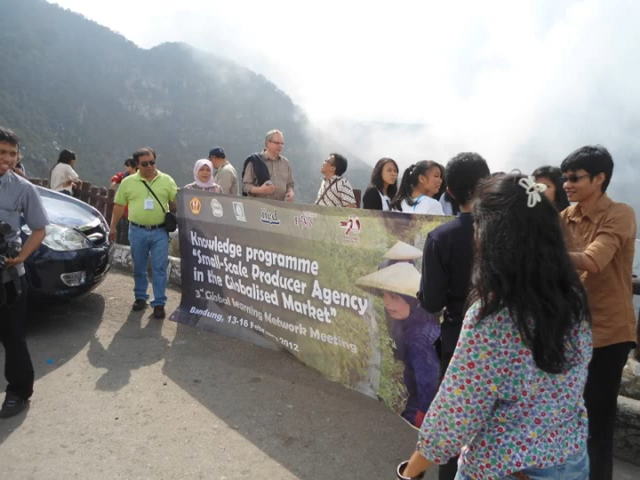 Knowledge programme
"Small-Scale Producer Agency
in the Globalised Market"
3rd Global Learning Network Meeting
Bandung, 13-16 February 2012